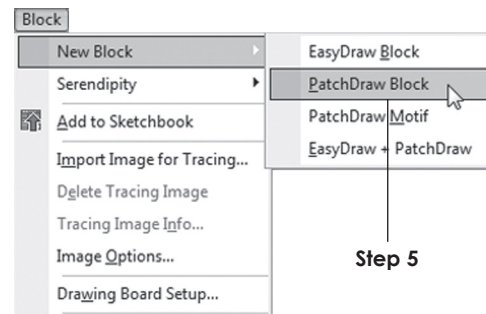 Block
New Block
Serendipity
Add to Sketchbook
Import Image for Tracing...
Delete Tracing Image
Tracing Image Info...
Image Options...
Drawing Board Setup...
EasyDraw Block
PatchDraw Block
PatchDraw Motif
EasyDraw + PatchDraw
Step 5